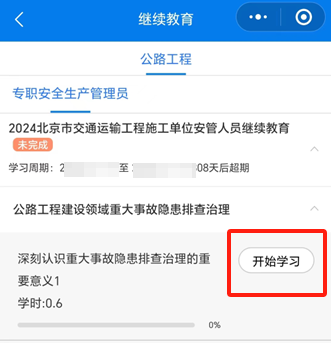 继续教育
公路工程
专职安全生产管理员
2024北京市交通运输工程施工单位安管人员继续教育
未完成
学习周期：2 至 08天后超期
公路工程建设领域重大事故隐患排查治理
深刻认识重大事故隐患排查治理的重
要意义1
开始学习
学时:0.6
0%